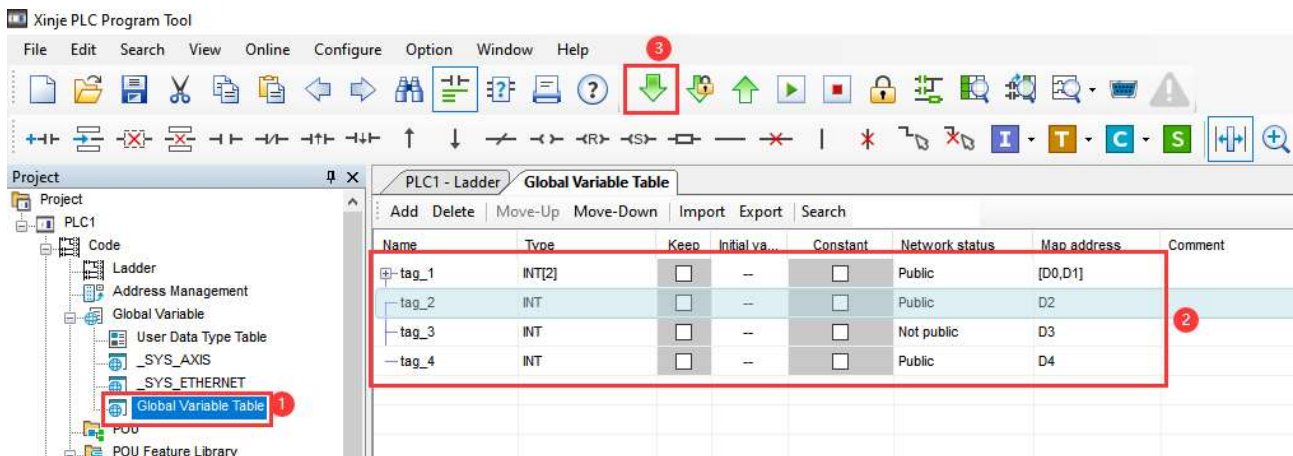 Xinje PLC Program Tool
File Edit Search View Online Configure Option Window Help
3
I T C S
Project
PLC1 - Ladder Global Variable Table
Project
Add Delete Move-Up Move-Down Import Export Search
PLC1
Code
Name Type Keep Initial va... Constant Network status Map address Comment
Ladder
tag_1 INT[2] -- Public [D0,D1]
Address Management
tag_2 INT -- Public D2
Global Variable
2
User Data Type Table
tag_3 INT -- Not public D3
_SYS_AXIS
tag_4 INT -- Public D4
_SYS_ETHERNET
Global Variable Table 1
POU
POU Feature Library